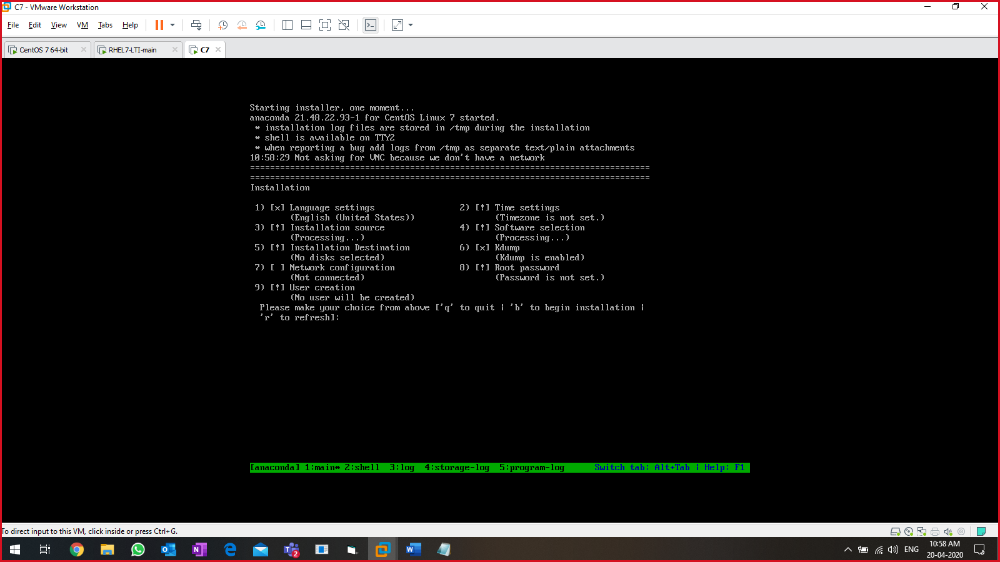 C7 - VMware Workstation
File Edit View VM Tabs Help
CentOS 7 64-bit RHEL7-LTI-main C7
Starting installer, one moment...
anaconda 21.48.22.93-1 for CentOS Linux 7 started.
* installation log files are stored in /tmp during the installation
* shell is available on TTY2
* when reporting a bug add logs from /tmp as separate text/plain attachments
10:58:29 Not asking for VNC because we don't have a network
================================================================================
================================================================================
Installation
1) [x] Language settings 2) [!] Time settings
(English (United States)) (Timezone is not set.)
3) [!] Installation source 4) [!] Software selection
(Processing...) (Processing...)
5) [!] Installation Destination 6) [x] Kdump
(No disks selected) (Kdump is enabled)
7) [ ] Network configuration 8) [!] Root password
(Not connected) (Password is not set.)
9) [!] User creation
(No user will be created)
Please make your choice from above ['q' to quit | 'b' to begin installation |
'r' to refresh]:
[anaconda] 1:main* 2:shell 3:log 4:storage-log 5:program-log Switch tab: Alt+Tab | Help: F1
To direct input to this VM, click inside or press Ctrl+G.
2 ENG 10:58 AM
20-04-2020